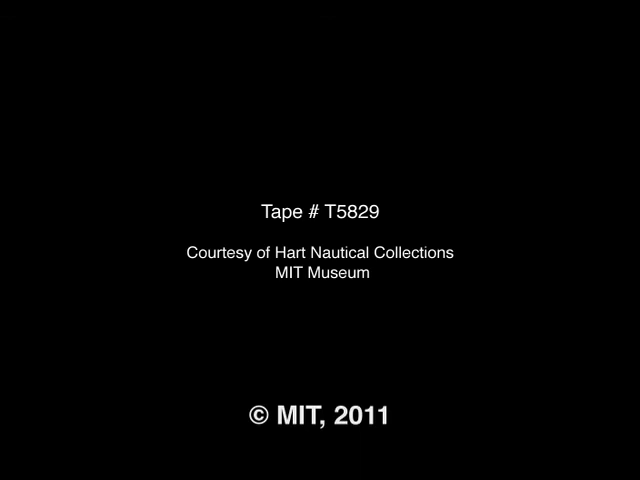 Tape # T5829
Courtesy of Hart Nautical Collections
MIT Museum
© MIT, 2011